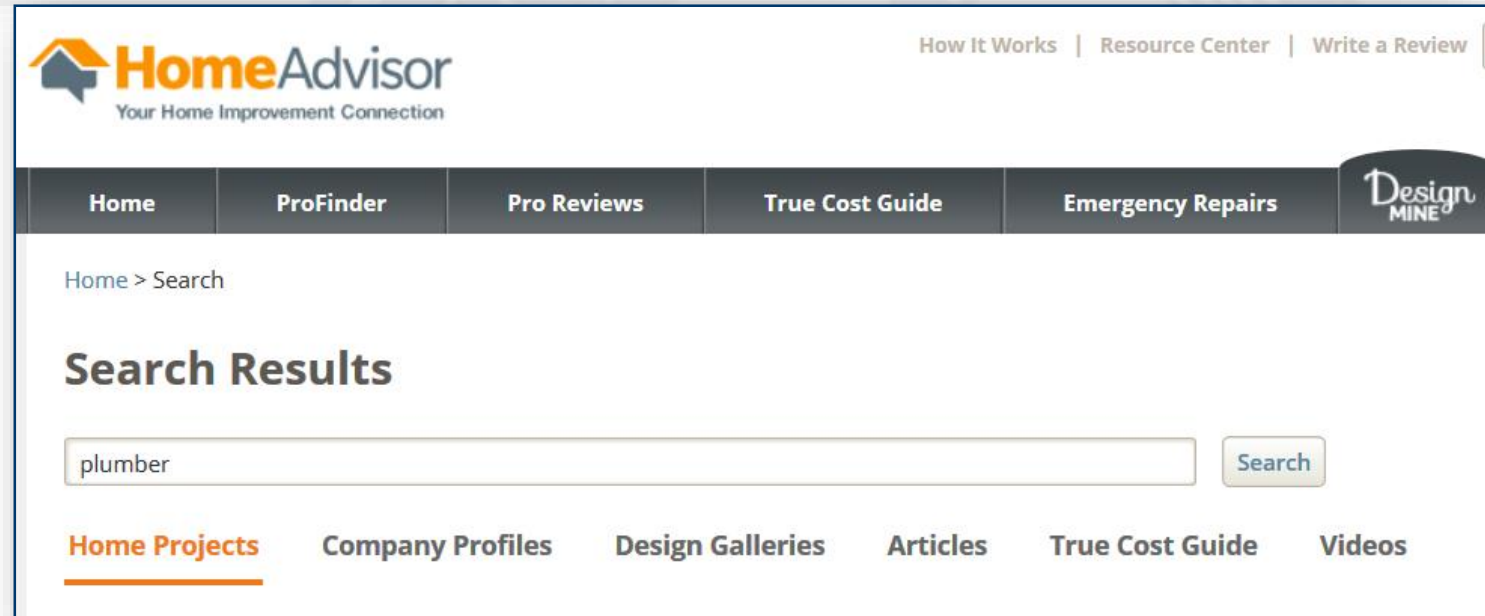 HomeAdvisor
Your Home Improvement Connection
How It Works | Resource Center | Write a Review
Home ProFinder Pro Reviews True Cost Guide Emergency Repairs Design MINE
Home > Search
Search Results
plumber Search
Home Projects Company Profiles Design Galleries Articles True Cost Guide Videos